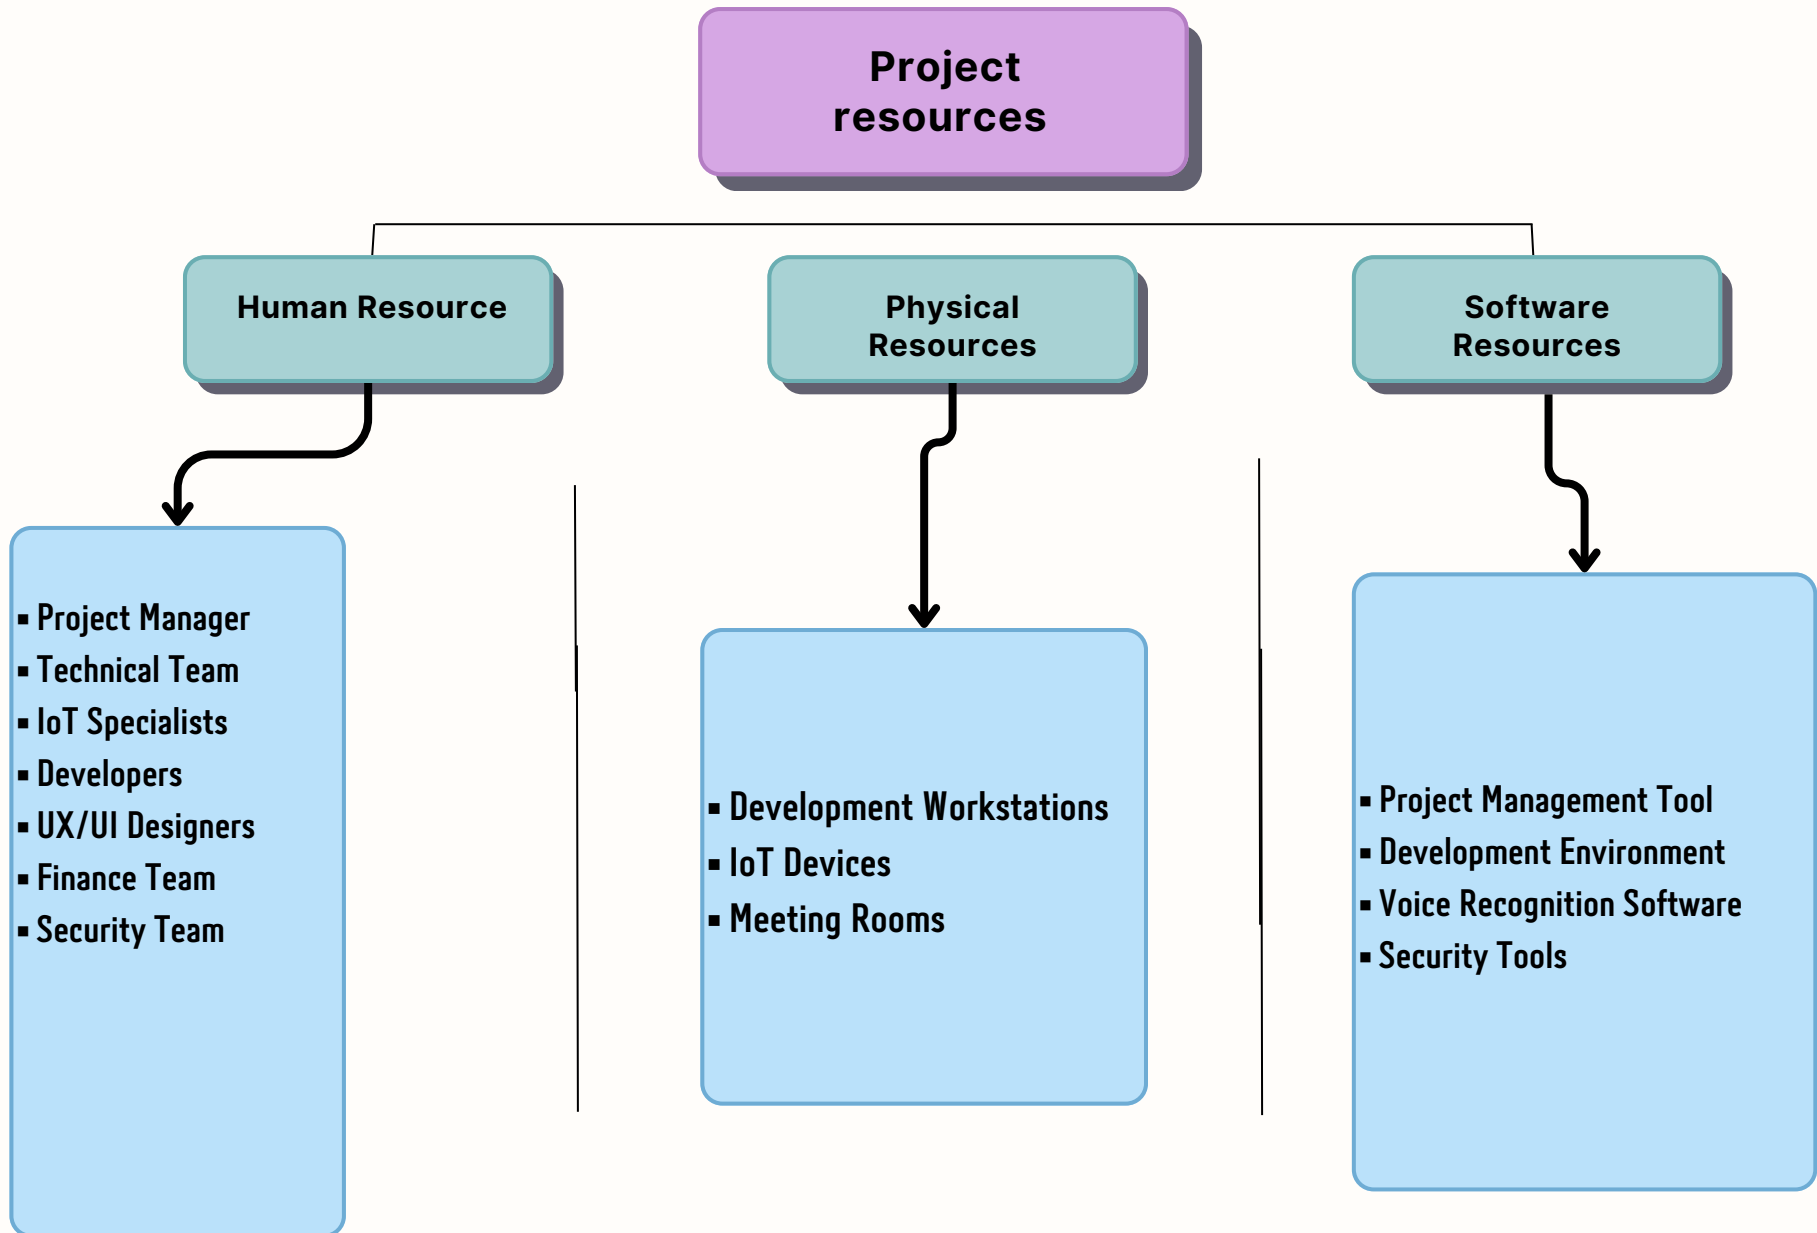 Project
resources
Human Resource
Physical
Resources
Software
Resources
▪ Project Manager
▪ Technical Team
▪ IoT Specialists
▪ Developers
▪ UX/UI Designers
▪ Finance Team
▪ Security Team
▪ Development Workstations
▪ IoT Devices
▪ Meeting Rooms
▪ Project Management Tool
▪ Development Environment
▪ Voice Recognition Software
▪ Security Tools